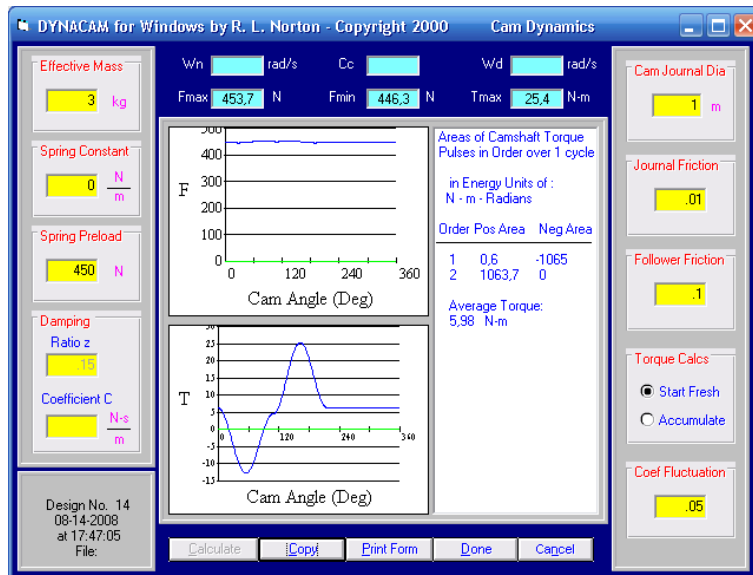 DYNACAM for Windows by R. L. Norton - Copyright 2000 Cam Dynamics
Effective Mass
3 kg
Spring Constant
0 N
m
Spring Preload
450 N
Damping
Ratio z
.15
Coefficient C
N-s
m
Design No. 14
08-14-2008
at 17:47:05
File:
Wn rad/s Cc Wd rad/s
Fmax 453,7 N Fmin 446,3 N Tmax 25,4 N-m
500
400
300
200
100
0
F
0 120 240 360
Cam Angle (Deg)
30
25
20
15
10
5
0
-5
-10
-15
T
0 120 240 360
Cam Angle (Deg)
Areas of Camshaft Torque
Pulses in Order over 1 cycle
in Energy Units of :
N - m - Radians
Order Pos Area Neg Area
1 0,6 -1065
2 1063,7 0
Average Torque:
5,98 N-m
Cam Journal Dia
1 m
Journal Friction
.01
Follower Friction
.1
Torque Calcs
Start Fresh
Accumulate
Coef Fluctuation
.05
Calculate Copy Print Form Done Cancel